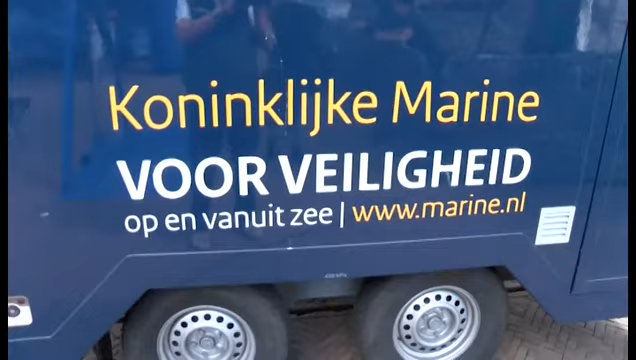 Koninklijke Marine
VOOR VEILIGHEID
op en vanuit zee | www.marine.nl